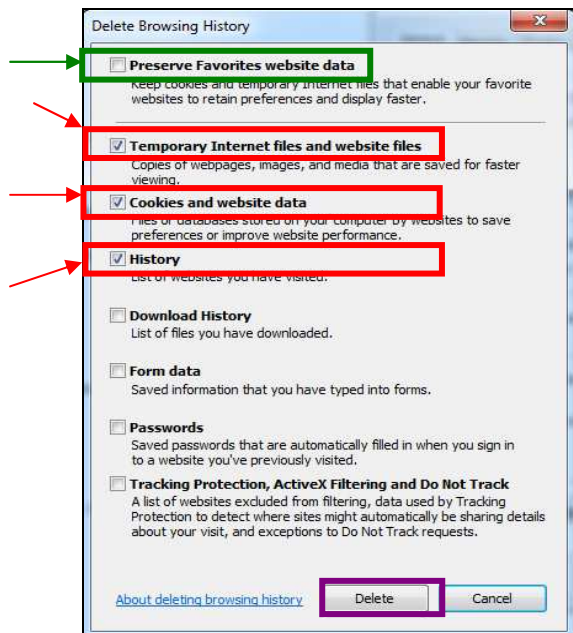 Delete Browsing History
Preserve Favorites website data
Keep cookies and temporary Internet files that enable your favorite
websites to retain preferences and display faster.
Temporary Internet files and website files
Copies of webpages, images, and media that are saved for faster
viewing.
Cookies and website data
Files or databases stored on your computer by websites to save
preferences or improve website performance.
History
List of websites you have visited.
Download History
List of files you have downloaded.
Form data
Saved information that you have typed into forms.
Passwords
Saved passwords that are automatically filled in when you sign in
to a website you've previously visited.
Tracking Protection, ActiveX Filtering and Do Not Track
A list of websites excluded from filtering, data used by Tracking
Protection to detect where sites might automatically be sharing details
about your visit, and exceptions to Do Not Track requests.
About deleting browsing history
Delete
Cancel